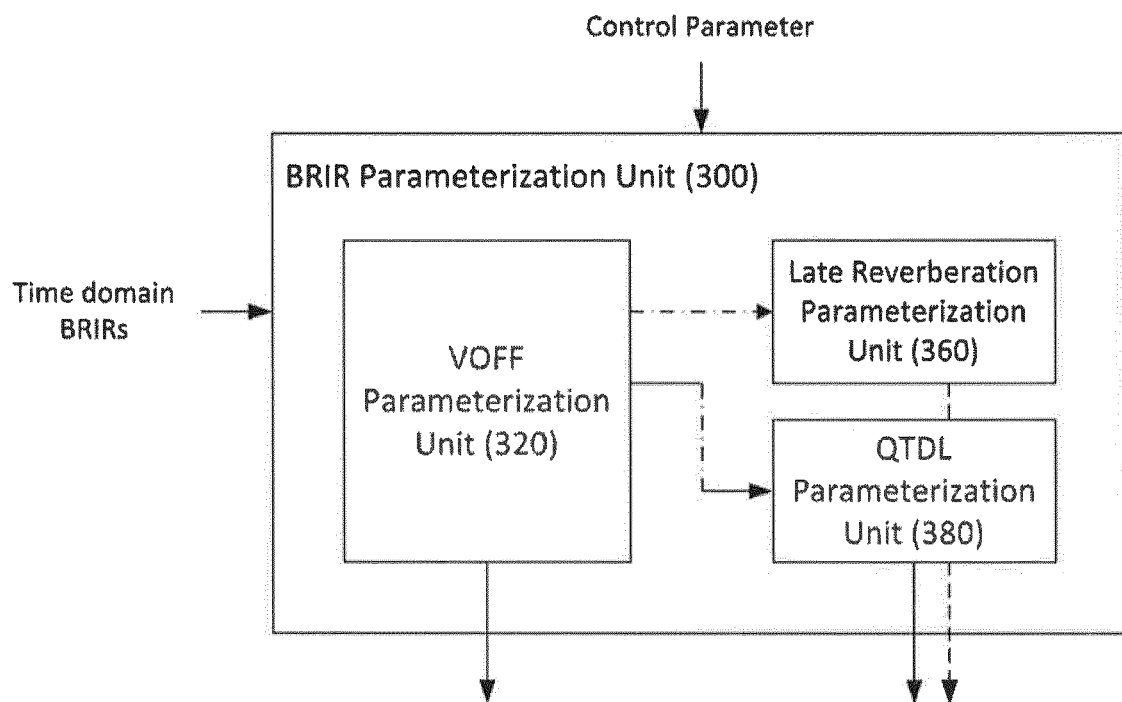 Control Parameter
BRIR Parameterization Unit (300)
Time domain
BRIRs
VOFF
Parameterization
Unit (320)
Late Reverberation
Parameterization
Unit (360)
QTDL
Parameterization
Unit (380)